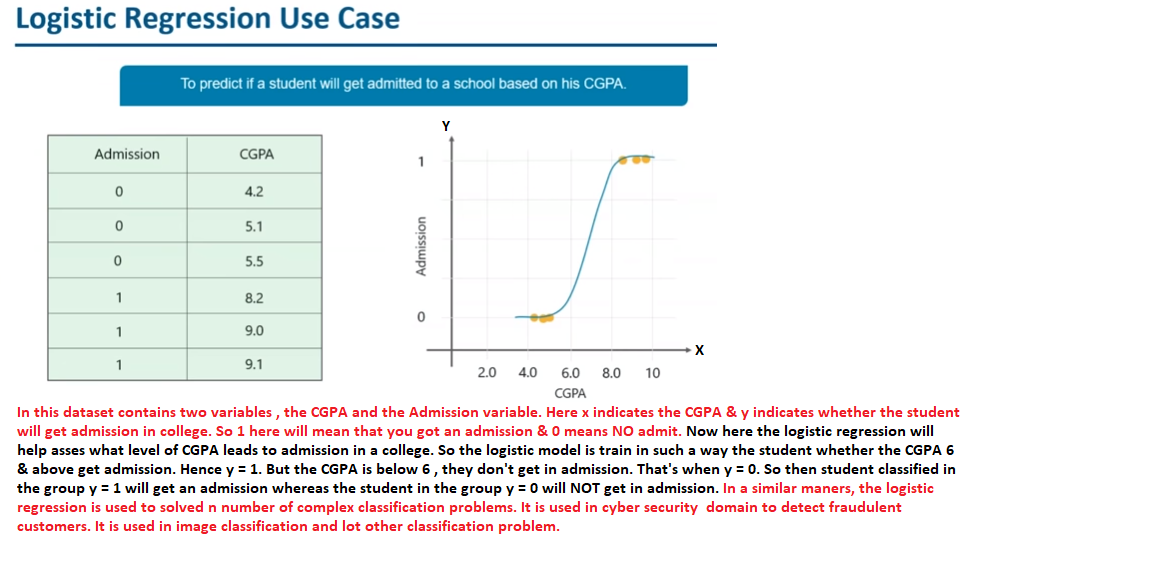 Logistic Regression Use Case
To predict if a student will get admitted to a school based on his CGPA.
Admission CGPA
0 4.2
0 5.1
0 5.5
1 8.2
1 9.0
1 9.1
Y
1
Admission
0
X
2.0 4.0 6.0 8.0 10
CGPA
In this dataset contains two variables , the CGPA and the Admission variable. Here x indicates the CGPA & y indicates whether the student
will get admission in college. So 1 here will mean that you got an admission & 0 means NO admit. Now here the logistic regression will
help asses what level of CGPA leads to admission in a college. So the logistic model is train in such a way the student whether the CGPA 6
& above get admission. Hence y = 1. But the CGPA is below 6 , they don't get in admission. That's when y = 0. So then student classified in
the group y = 1 will get an admission whereas the student in the group y = 0 will NOT get in admission. In a similar maners, the logistic
regression is used to solved n number of complex classification problems. It is used in cyber security domain to detect fraudulent
customers. It is used in image classification and lot other classification problem.